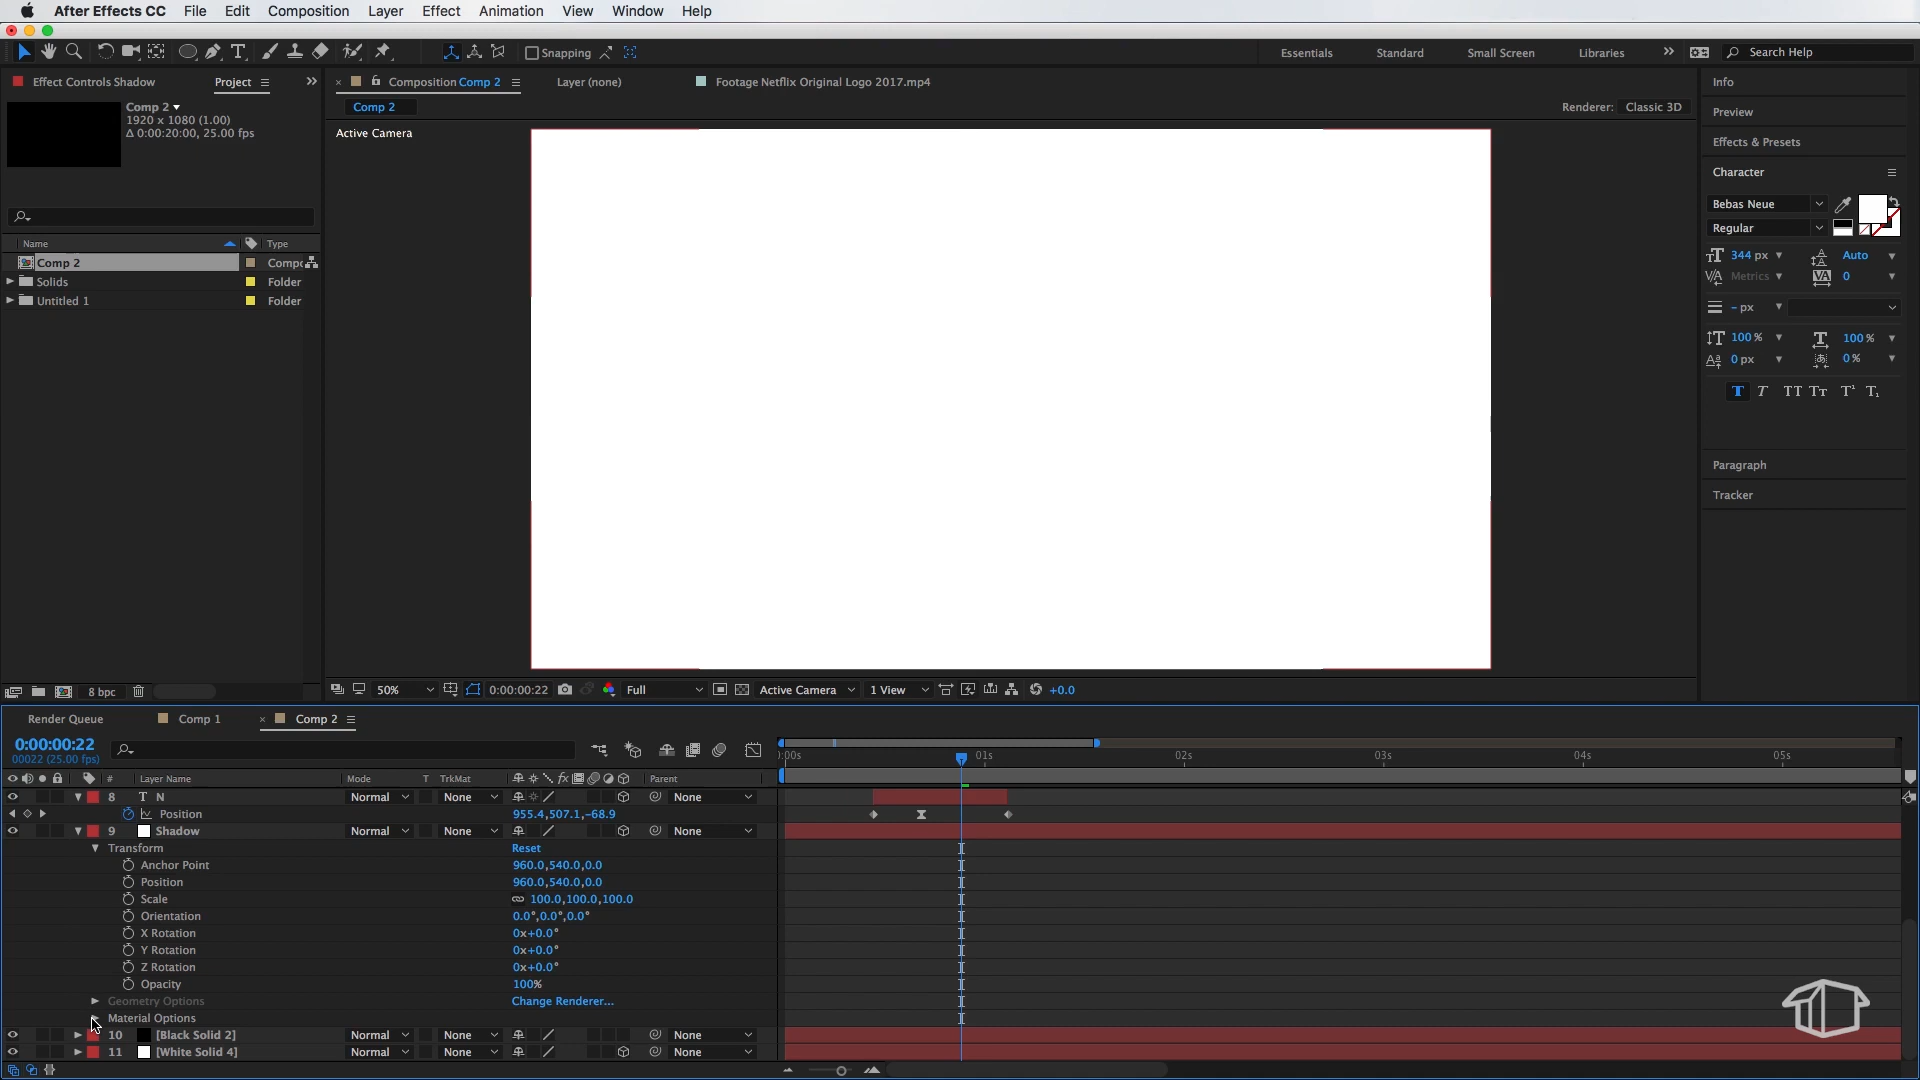 After Effects CC File Edit Composition Layer Effect Animation View Window Help
Snapping Essentials Standard Small Screen Libraries Search Help
Effect Controls Shadow Project Composition Comp 2 Layer (none) Footage Netflix Original Logo 2017.mp4 Info
Comp 2 Comp 2 Renderer: Classic 3D
1920 x 1080 (1.00) Preview
Δ 0:00:20:00, 25.00 fps Active Camera
Effects & Presets
Character
Bebas Neue
Regular
Name Type
344 px Auto
Comp 2 Compc
Metrics 0
Solids Folder
Untitled 1 Folder
- px
100 % 100 %
0 px 0 %
T T TT Tт T¹ T₁
Paragraph
Tracker
8 bpc 50% 0:00:00:22 Full Active Camera 1 View +0.0
Render Queue Comp 1 Comp 2
0:00:00:22
00022 (25.00 fps) :00s 01s 02s 03s 04s 05s
# Layer Name Mode T TrkMat fx Parent
8 T N Normal None None
Position 955.4,507.1,-68.9
9 Shadow Normal None None
Transform Reset
Anchor Point 960.0,540.0,0.0
Position 960.0,540.0,0.0
Scale 100.0,100.0,100.0
Orientation 0.0°,0.0°,0.0°
X Rotation 0x+0.0°
Y Rotation 0x+0.0°
Z Rotation 0x+0.0°
Opacity 100%
Geometry Options Change Renderer...
Material Options
10 [Black Solid 2] Normal None None
11 [White Solid 4] Normal None None